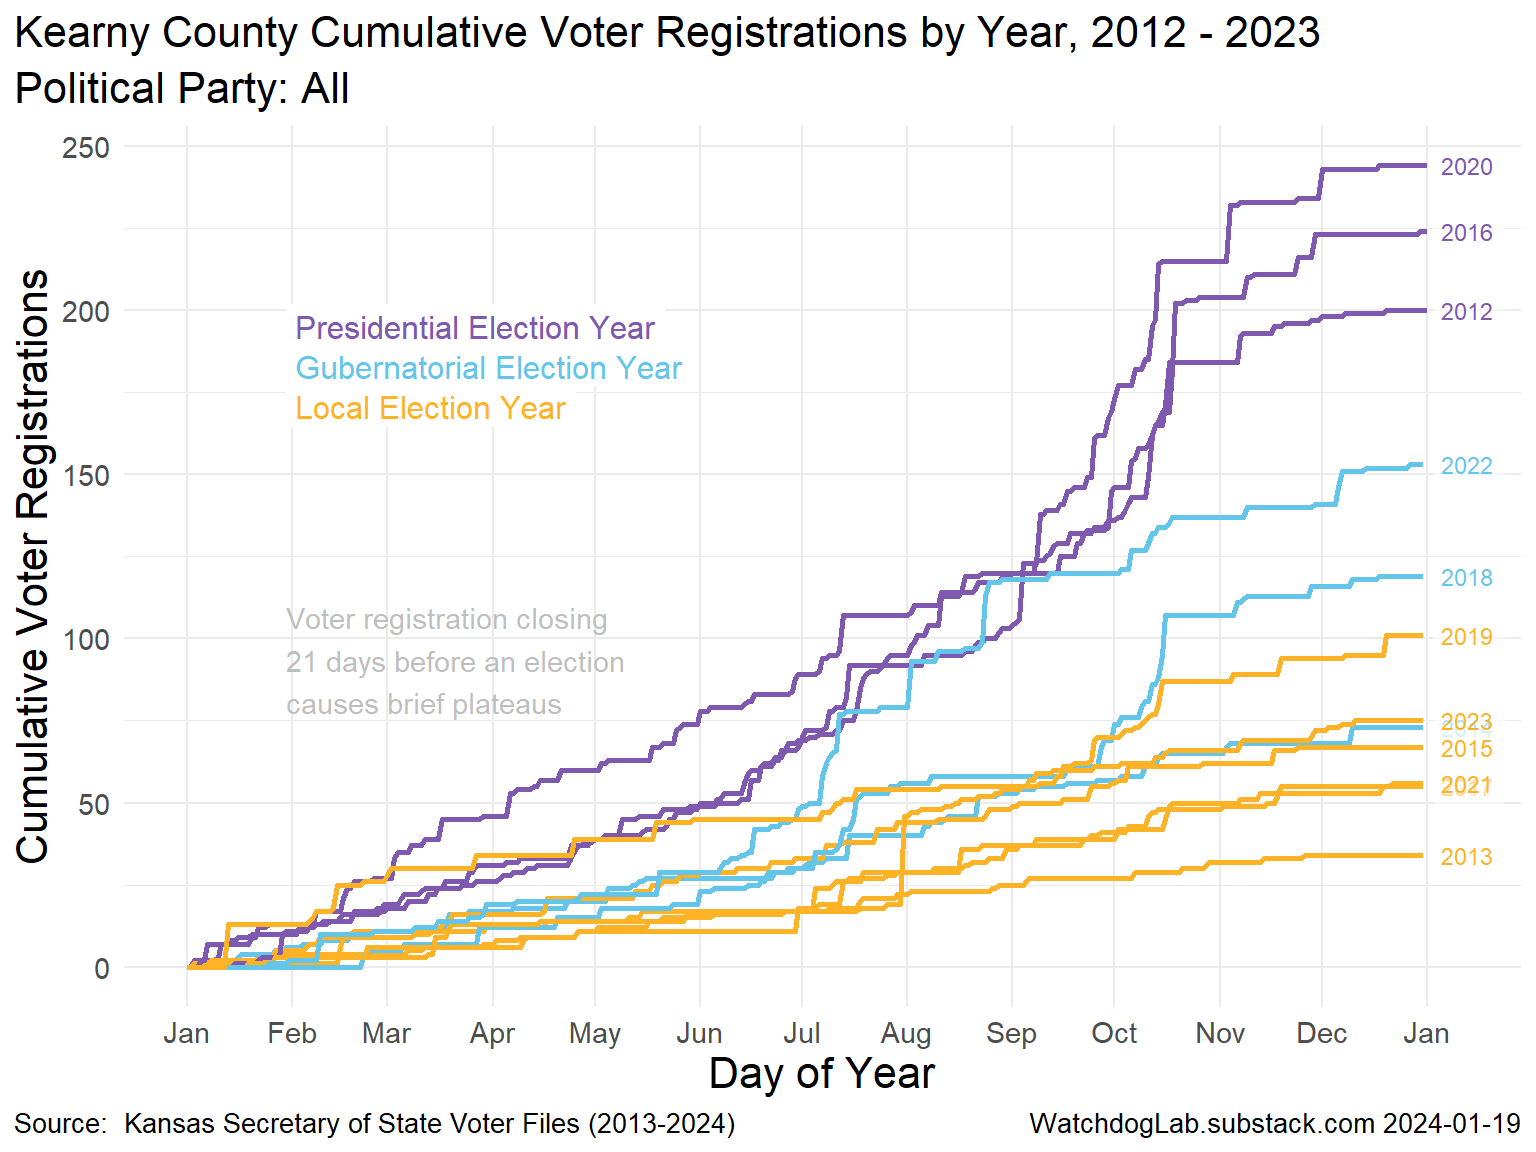 Kearny County Cumulative Voter Registrations by Year, 2012 - 2023
Political Party: All
Cumulative Voter Registrations
250
200
150
100
50
0
Presidential Election Year
Gubernatorial Election Year
Local Election Year
Voter registration closing
21 days before an election
causes brief plateaus
2020
2016
2012
2022
2018
2019
2023
2015
2021
2013
Jan Feb Mar Apr May Jun Jul Aug Sep Oct Nov Dec Jan
Day of Year
Source:  Kansas Secretary of State Voter Files (2013-2024)
WatchdogLab.substack.com 2024-01-19